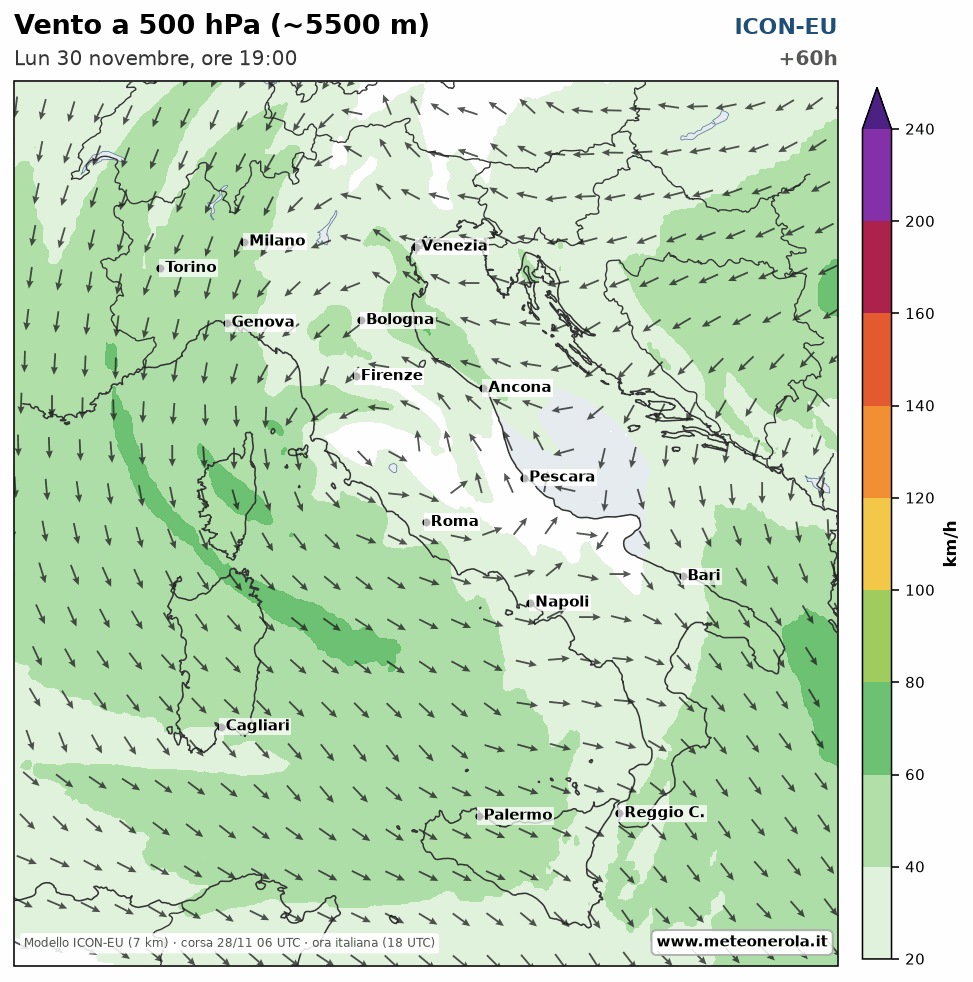 Vento a 500 hPa (~5500 m)
ICON-EU
Lun 30 novembre, ore 19:00
+60h
240
200
160
140
120
100
80
60
40
20
km/h
Milano
Venezia
Torino
Genova
Bologna
Firenze
Ancona
Pescara
Roma
Bari
Napoli
Cagliari
Palermo
Reggio C.
Modello ICON-EU (7 km) · corsa 28/11 06 UTC · ora italiana (18 UTC)
www.meteonerola.it